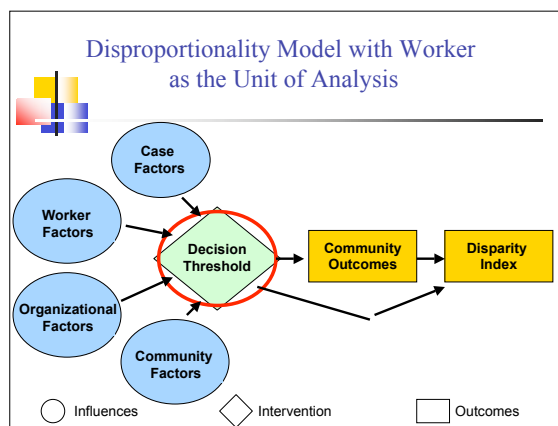 Disproportionality Model with Worker
as the Unit of Analysis
Case
Factors
Worker
Factors
Decision
Threshold
Community
Outcomes
Disparity
Index
Organizational
Factors
Community
Factors
Influences
Intervention
Outcomes